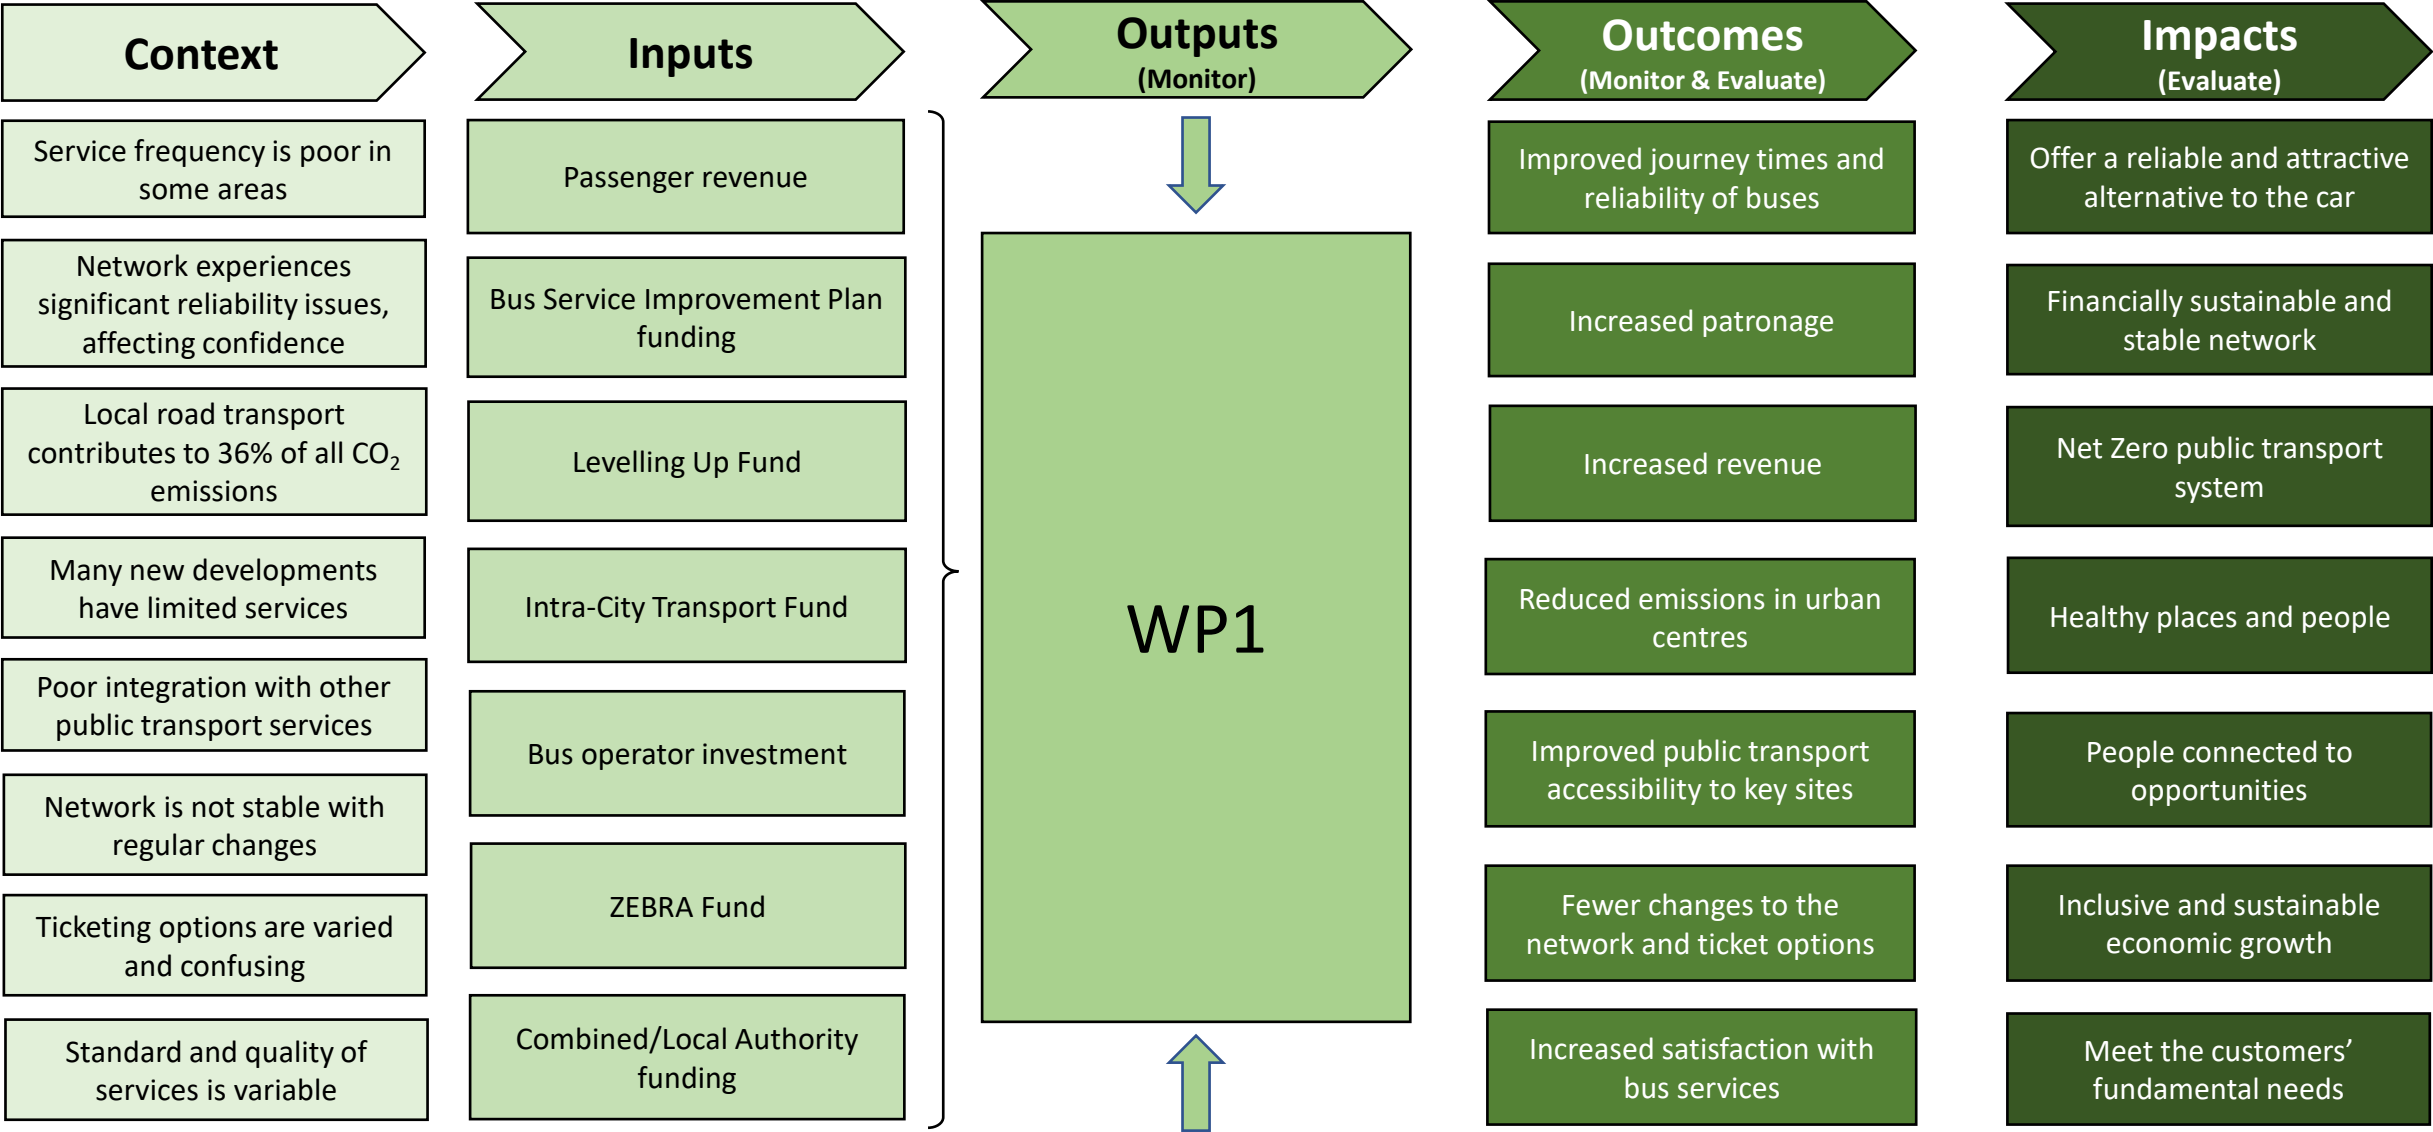 Context
Service frequency is poor in
some areas
Network experiences
significant reliability issues,
affecting confidence
Local road transport
contributes to 36% of all CO₂
emissions
Many new developments
have limited services
Poor integration with other
public transport services
Network is not stable with
regular changes
Ticketing options are varied
and confusing
Standard and quality of
services is variable
Inputs
Passenger revenue
Bus Service Improvement Plan
funding
Levelling Up Fund
Intra-City Transport Fund
Bus operator investment
ZEBRA Fund
Combined/Local Authority
funding
Outputs
(Monitor)
WP1
Outcomes
(Monitor & Evaluate)
Improved journey times and
reliability of buses
Increased patronage
Increased revenue
Reduced emissions in urban
centres
Improved public transport
accessibility to key sites
Fewer changes to the
network and ticket options
Increased satisfaction with
bus services
Impacts
(Evaluate)
Offer a reliable and attractive
alternative to the car
Financially sustainable and
stable network
Net Zero public transport
system
Healthy places and people
People connected to
opportunities
Inclusive and sustainable
economic growth
Meet the customers’
fundamental needs